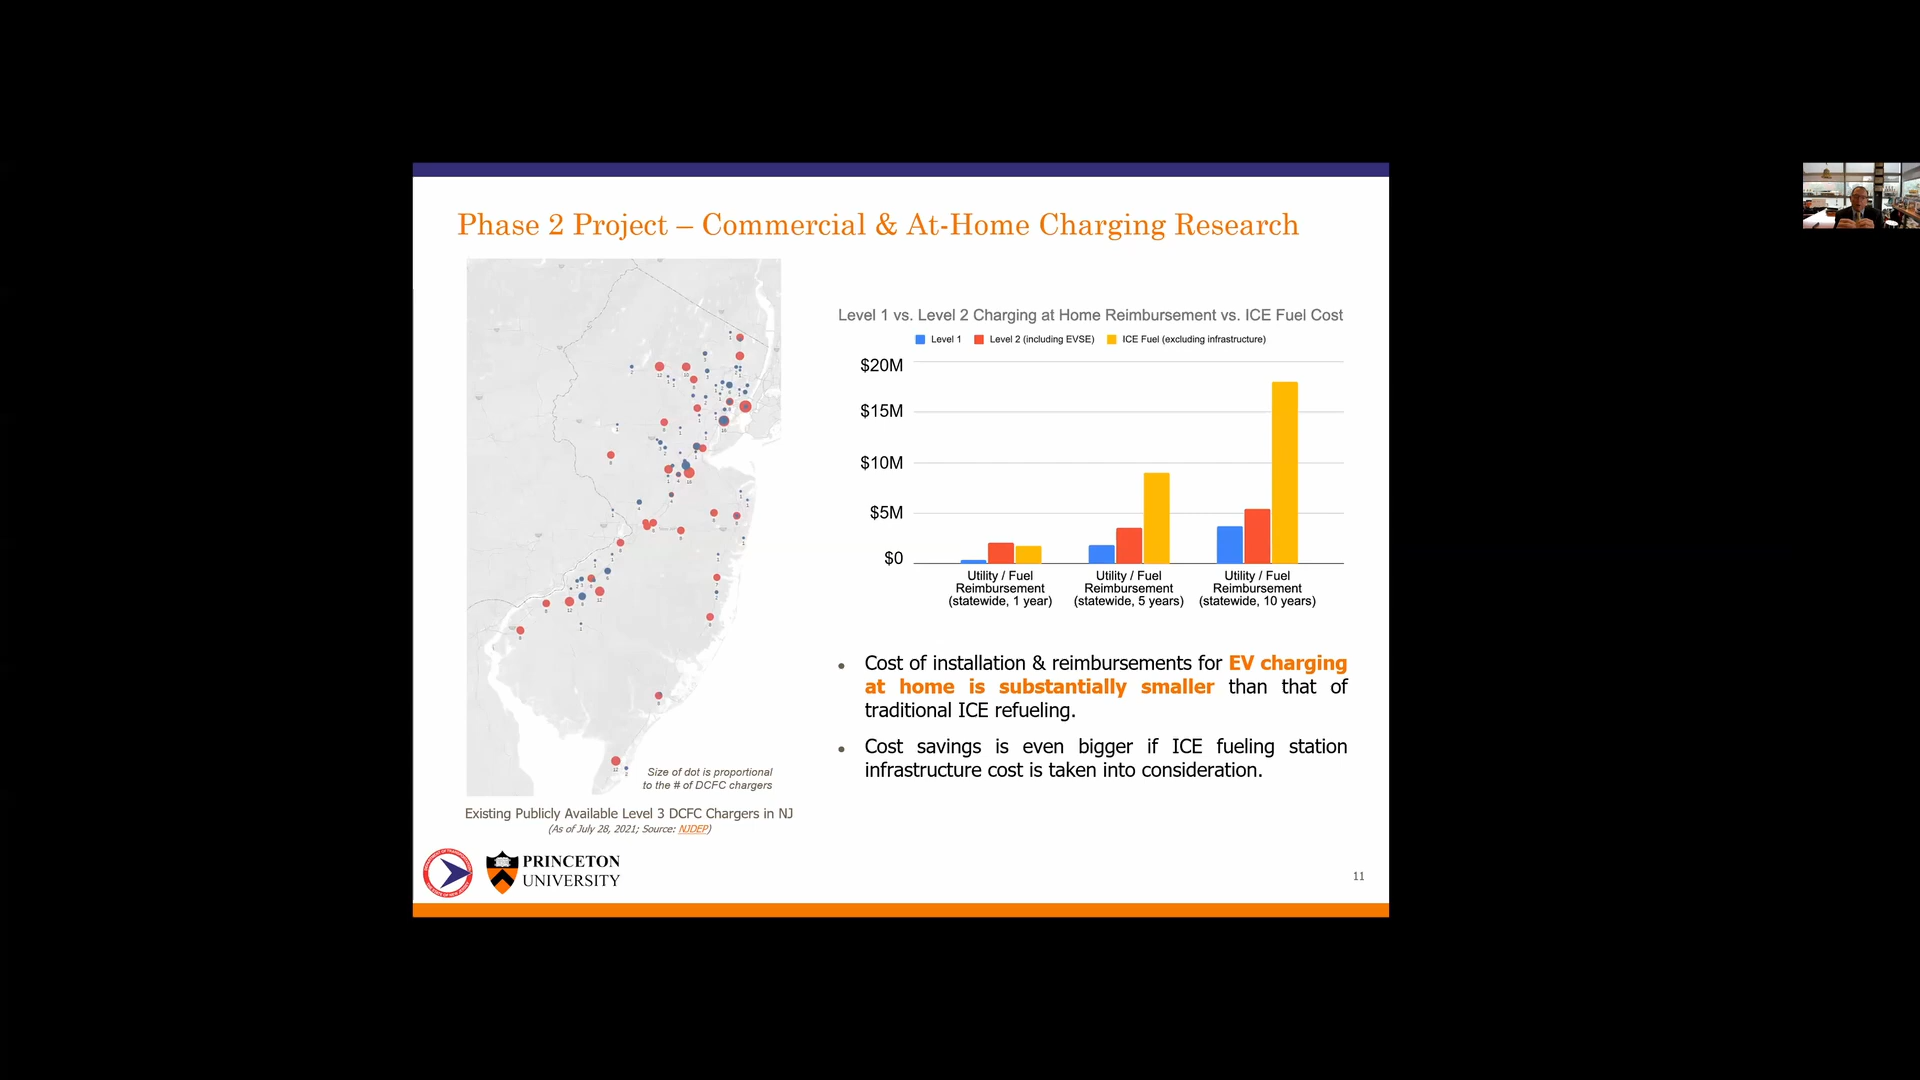 Phase 2 Project – Commercial & At-Home Charging Research
Size of dot is proportional
to the # of DCFC chargers
Existing Publicly Available Level 3 DCFC Chargers in NJ
(As of July 28, 2021; Source: NJDEP)
Level 1 vs. Level 2 Charging at Home Reimbursement vs. ICE Fuel Cost
Level 1 Level 2 (including EVSE) ICE Fuel (excluding infrastructure)
$20M
$15M
$10M
$5M
$0
Utility / Fuel
Reimbursement
(statewide, 1 year)
Utility / Fuel
Reimbursement
(statewide, 5 years)
Utility / Fuel
Reimbursement
(statewide, 10 years)
• Cost of installation & reimbursements for EV charging
at home is substantially smaller than that of
traditional ICE refueling.
• Cost savings is even bigger if ICE fueling station
infrastructure cost is taken into consideration.
PRINCETON
UNIVERSITY
11